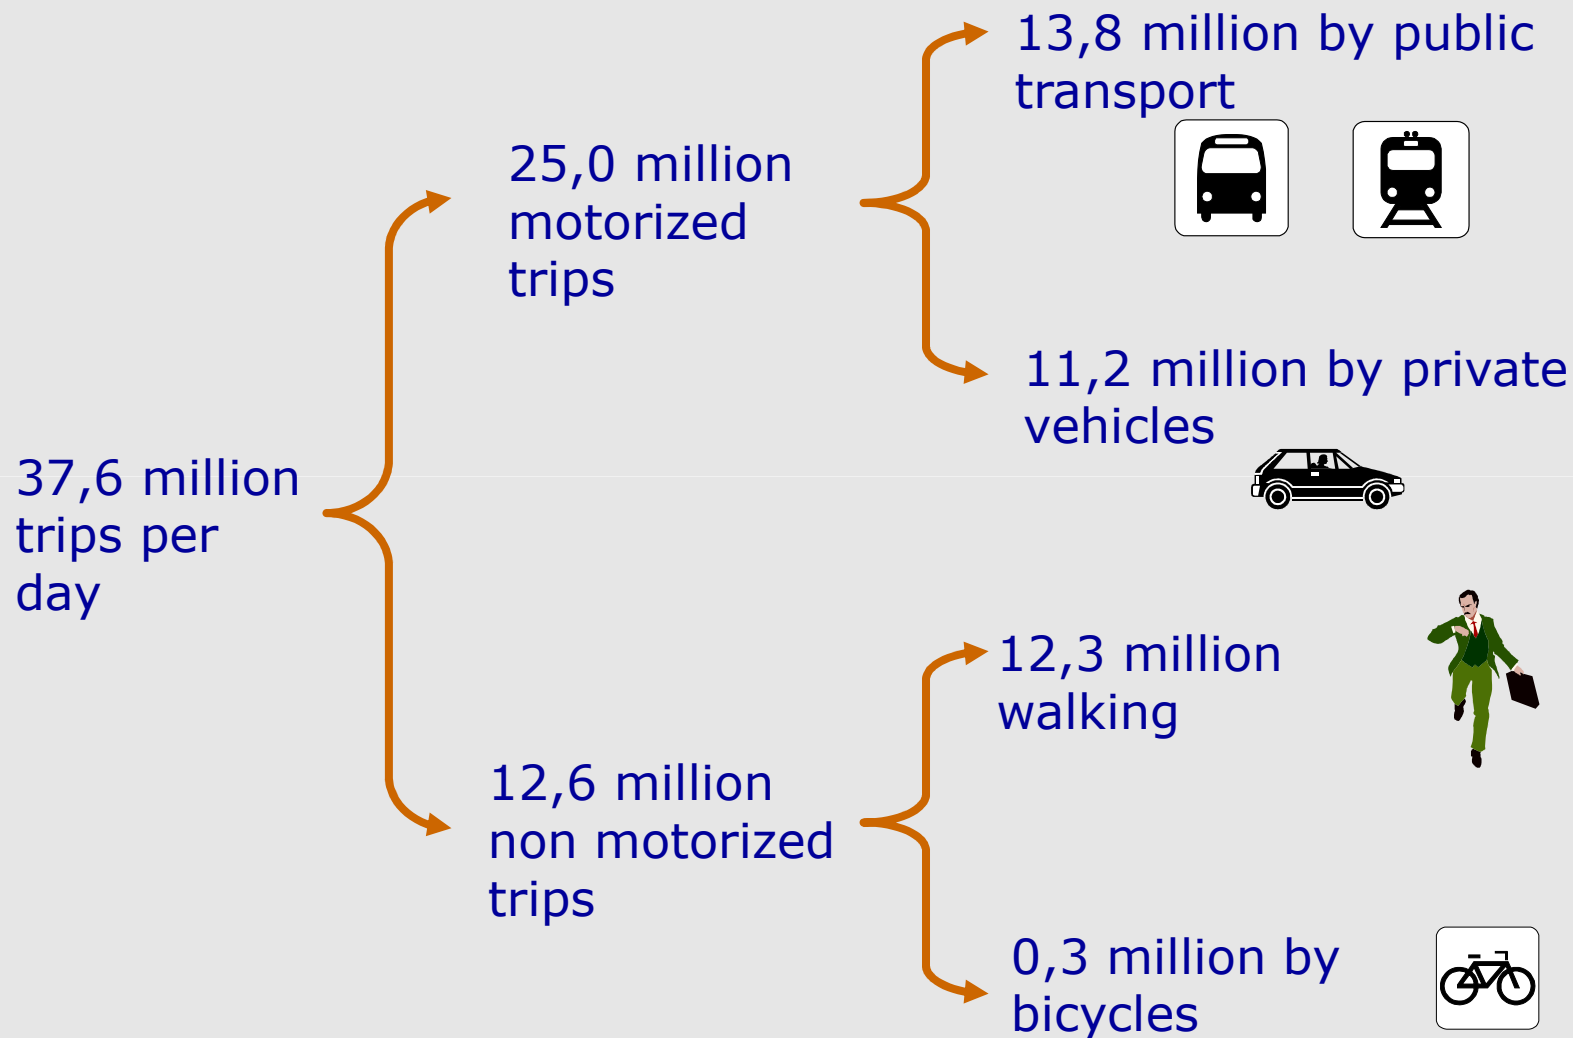 37,6 million
trips per
day
25,0 million
motorized
trips
13,8 million by public
transport
11,2 million by private
vehicles
12,6 million
non motorized
trips
12,3 million
walking
0,3 million by
bicycles